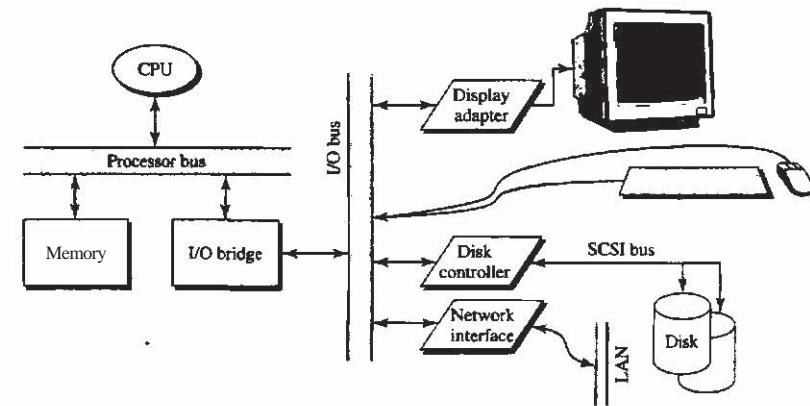 CPU
Processor bus
Memory
I/O bridge
I/O bus
Display
adapter
Disk
controller
SCSI bus
Network
interface
LAN
Disk